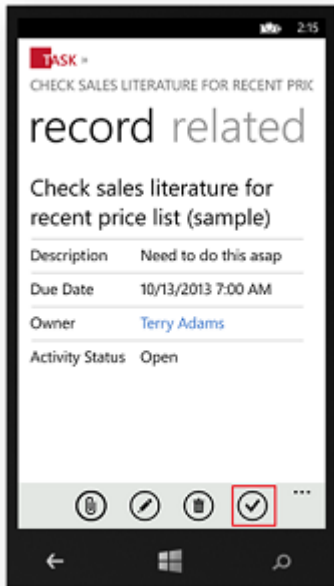 2:15
TASK »
CHECK SALES LITERATURE FOR RECENT PRIC
record related
Check sales literature for
recent price list (sample)
Description Need to do this asap
Due Date 10/13/2013 7:00 AM
Owner Terry Adams
Activity Status Open
...